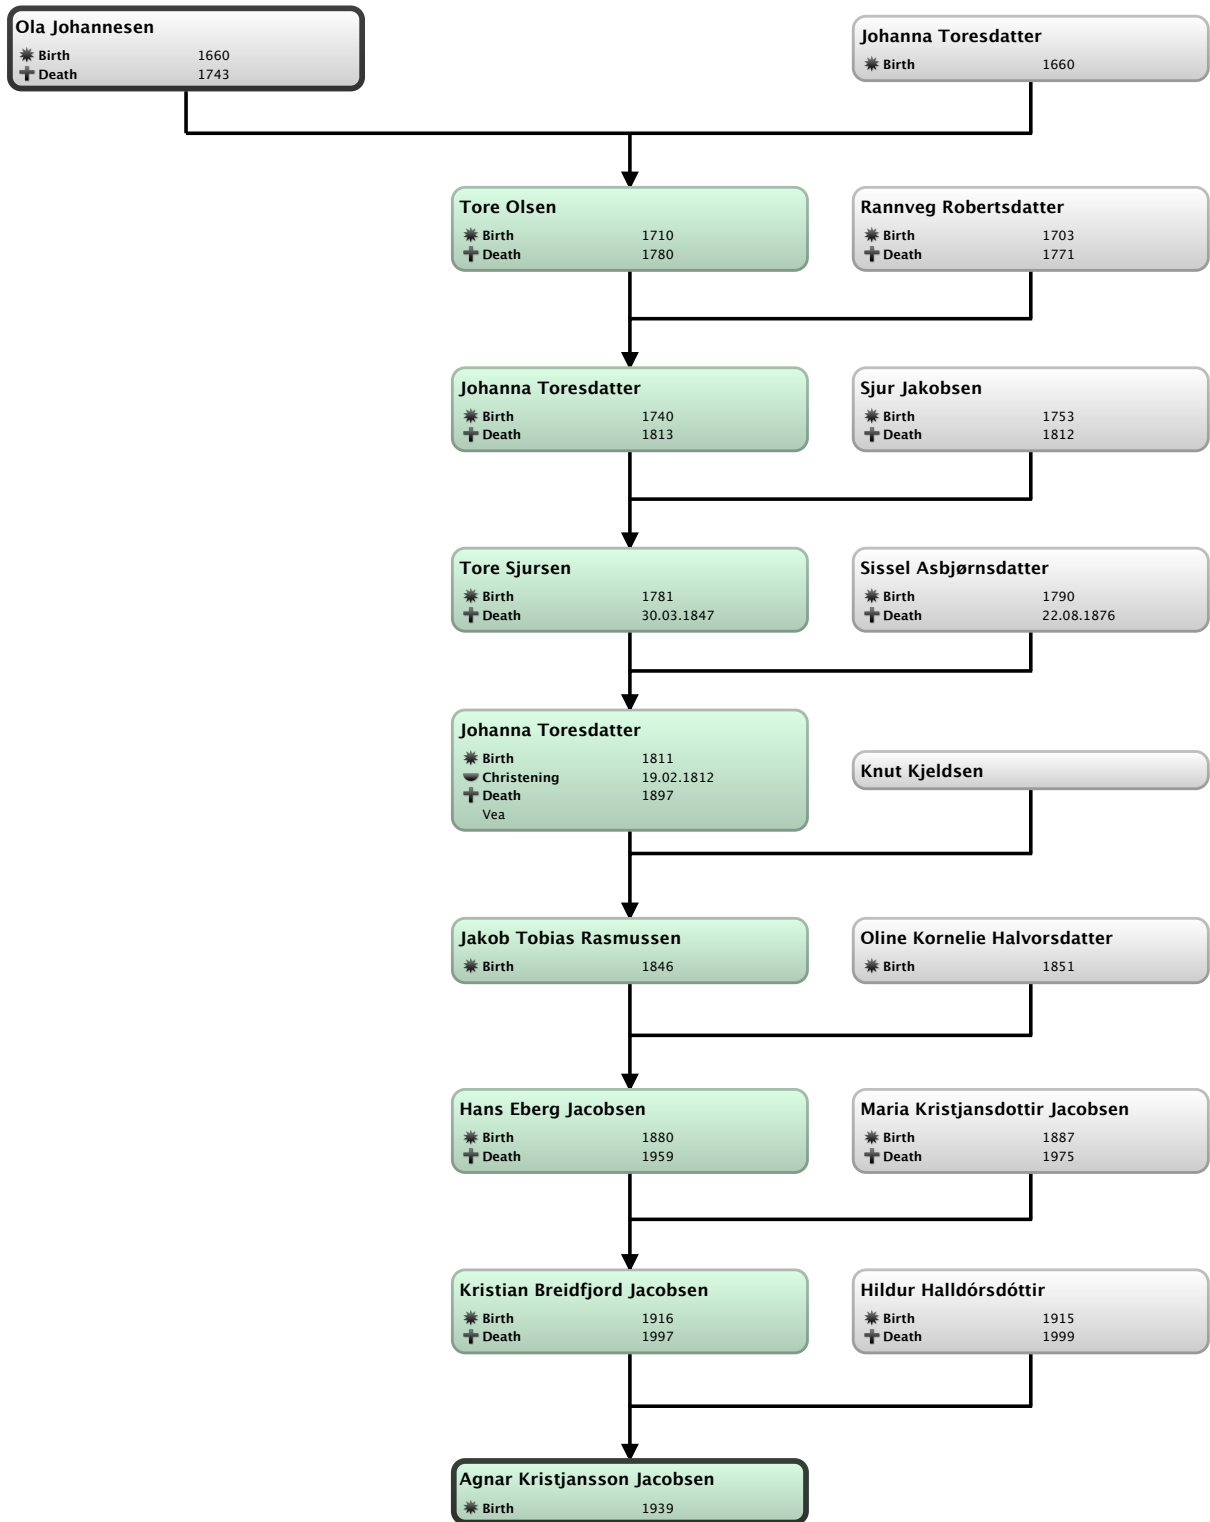 Ola Johannesen
Birth 1660
Death 1743
Johanna Toresdatter
Birth 1660
Tore Olsen
Birth 1710
Death 1780
Rannveg Robertsdatter
Birth 1703
Death 1771
Johanna Toresdatter
Birth 1740
Death 1813
Sjur Jakobsen
Birth 1753
Death 1812
Tore Sjursen
Birth 1781
Death 30.03.1847
Sissel Asbjørnsdatter
Birth 1790
Death 22.08.1876
Johanna Toresdatter
Birth 1811
Christening 19.02.1812
Death 1897
Vea
Knut Kjeldsen
Jakob Tobias Rasmussen
Birth 1846
Oline Kornelie Halvorsdatter
Birth 1851
Hans Eberg Jacobsen
Birth 1880
Death 1959
Maria Kristjansdottir Jacobsen
Birth 1887
Death 1975
Kristian Breidfjord Jacobsen
Birth 1916
Death 1997
Hildur Halldórsdóttir
Birth 1915
Death 1999
Agnar Kristjansson Jacobsen
Birth 1939